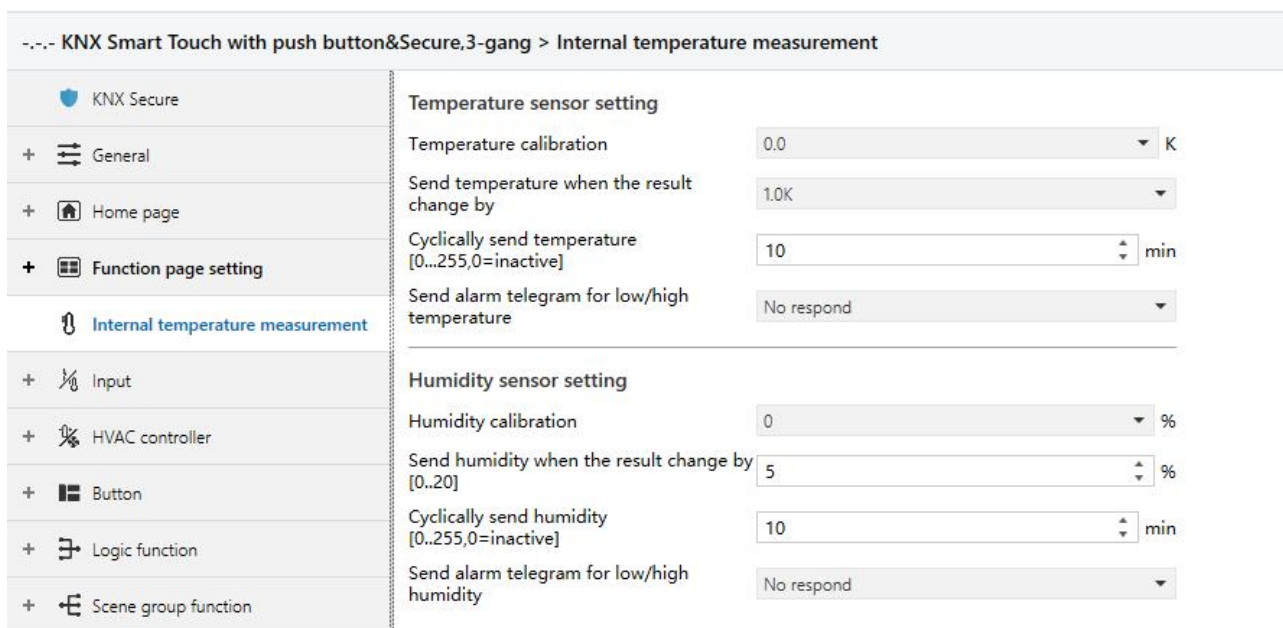 -.-.- KNX Smart Touch with push button&Secure,3-gang > Internal temperature measurement
KNX Secure
+ General
+ Home page
+ Function page setting
Internal temperature measurement
+ Input
+ HVAC controller
+ Button
+ Logic function
+ Scene group function
Temperature sensor setting
Temperature calibration
0.0
K
Send temperature when the result
change by
1.0K
Cyclically send temperature
[0...255,0=inactive]
10
min
Send alarm telegram for low/high
temperature
No respond
Humidity sensor setting
Humidity calibration
0
%
Send humidity when the result change by
[0..20]
5
%
Cyclically send humidity
[0..255,0=inactive]
10
min
Send alarm telegram for low/high
humidity
No respond